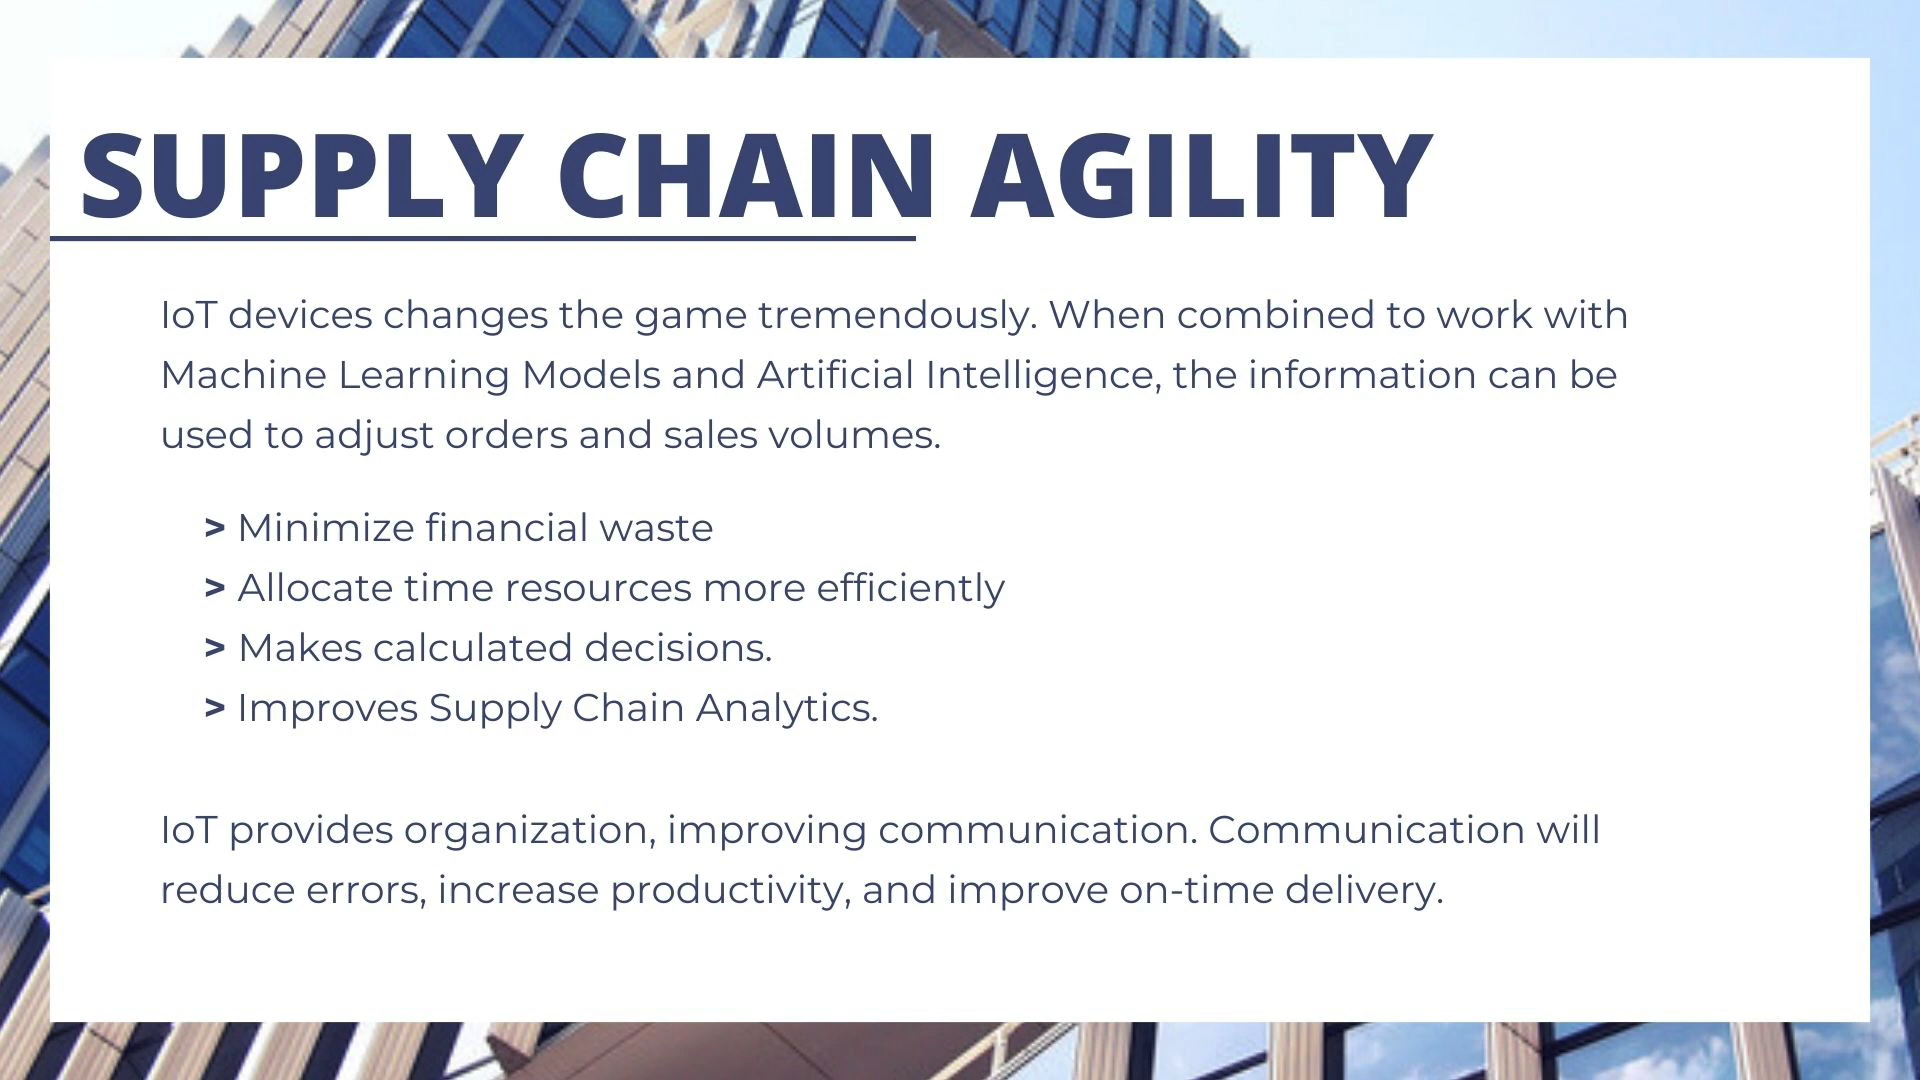 SUPPLY CHAIN AGILITY
IoT devices changes the game tremendously. When combined to work with
Machine Learning Models and Artificial Intelligence, the information can be
used to adjust orders and sales volumes.
> Minimize financial waste
> Allocate time resources more efficiently
> Makes calculated decisions.
> Improves Supply Chain Analytics.
IoT provides organization, improving communication. Communication will
reduce errors, increase productivity, and improve on-time delivery.